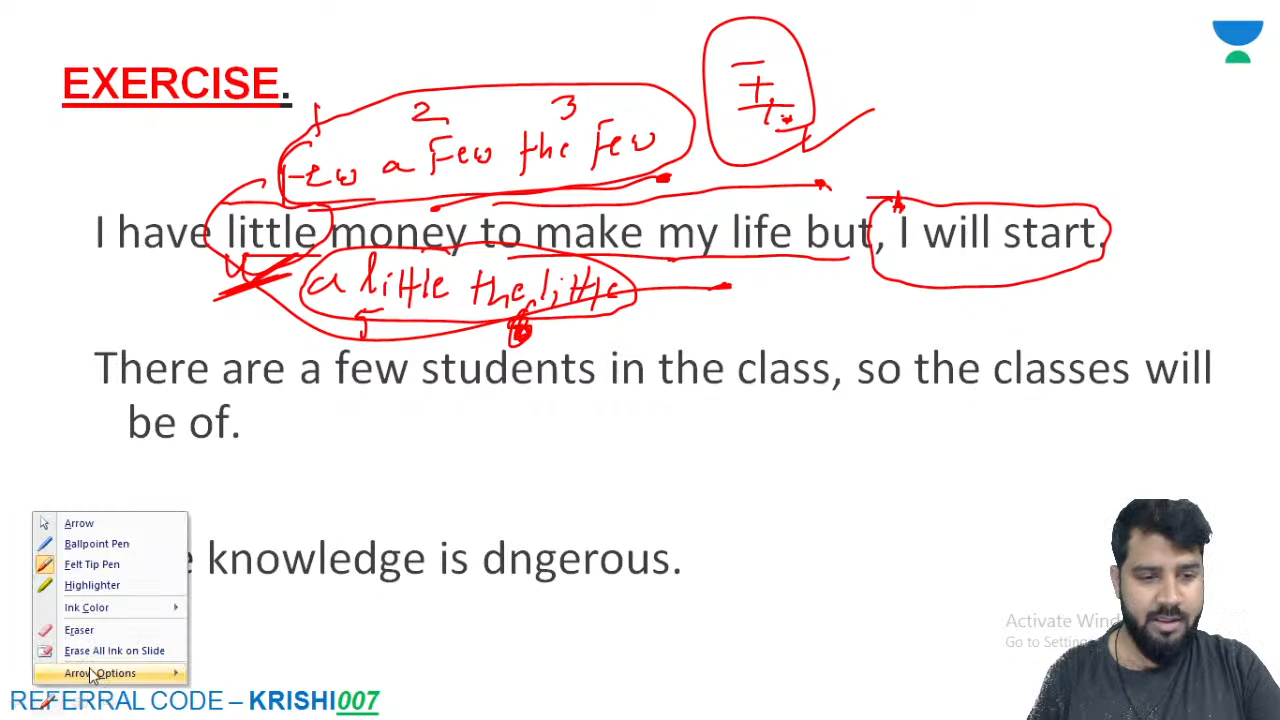 EXERCISE.
1 2 3
Few a Few the Few
I have little money to make my life but, I will start.
a little the little
There are a few students in the class, so the classes will
be of.
knowledge is dngerous.
Arrow
Ballpoint Pen
Felt Tip Pen
Highlighter
Ink Color
Eraser
Erase All Ink on Slide
Arrow Options
Activate Wind
Go to Setting
REFERRAL CODE – KRISHI007